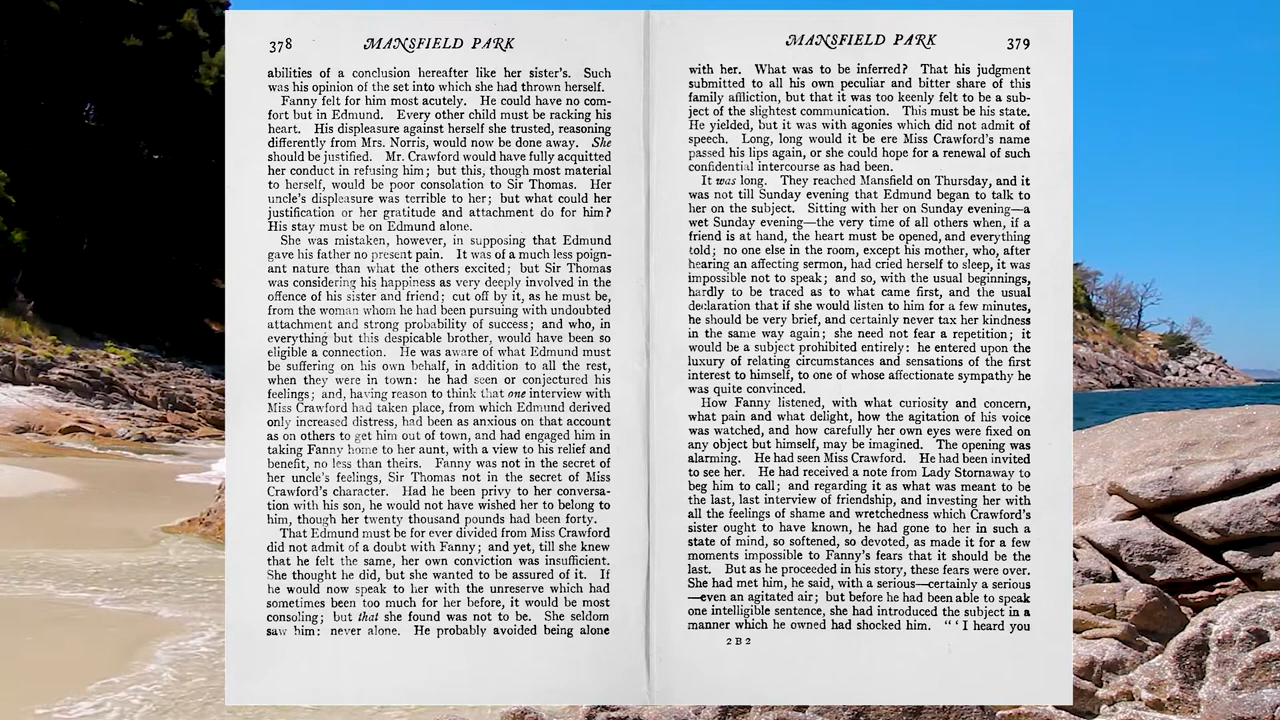 378 MANSFIELD PARK
abilities of a conclusion hereafter like her sister's. Such
was his opinion of the set into which she had thrown herself.
Fanny felt for him most acutely. He could have no com-
fort but in Edmund. Every other child must be racking his
heart. His displeasure against herself she trusted, reasoning
differently from Mrs. Norris, would now be done away. She
should be justified. Mr. Crawford would have fully acquitted
her conduct in refusing him; but this, though most material
to herself, would be poor consolation to Sir Thomas. Her
uncle's displeasure was terrible to her; but what could her
justification or her gratitude and attachment do for him?
His stay must be on Edmund alone.
She was mistaken, however, in supposing that Edmund
gave his father no present pain. It was of a much less poign-
ant nature than what the others excited; but Sir Thomas
was considering his happiness as very deeply involved in the
offence of his sister and friend; cut off by it, as he must be,
from the woman whom he had been pursuing with undoubted
attachment and strong probability of success; and who, in
everything but this despicable brother, would have been so
eligible a connection. He was aware of what Edmund must
be suffering on his own behalf, in addition to all the rest,
when they were in town: he had seen or conjectured his
feelings; and, having reason to think that one interview with
Miss Crawford had taken place, from which Edmund derived
only increased distress, had been as anxious on that account
as on others to get him out of town, and had engaged him in
taking Fanny home to her aunt, with a view to his relief and
benefit, no less than theirs. Fanny was not in the secret of
her uncle's feelings, Sir Thomas not in the secret of Miss
Crawford's character. Had he been privy to her conversa-
tion with his son, he would not have wished her to belong to
him, though her twenty thousand pounds had been forty.
That Edmund must be for ever divided from Miss Crawford
did not admit of a doubt with Fanny; and yet, till she knew
that he felt the same, her own conviction was insufficient.
She thought he did, but she wanted to be assured of it. If
he would now speak to her with the unreserve which had
sometimes been too much for her before, it would be most
consoling; but that she found was not to be. She seldom
saw him: never alone. He probably avoided being alone
MANSFIELD PARK 379
with her. What was to be inferred? That his judgment
submitted to all his own peculiar and bitter share of this
family affliction, but that it was too keenly felt to be a sub-
ject of the slightest communication. This must be his state.
He yielded, but it was with agonies which did not admit of
speech. Long, long would it be ere Miss Crawford's name
passed his lips again, or she could hope for a renewal of such
confidential intercourse as had been.
It was long. They reached Mansfield on Thursday, and it
was not till Sunday evening that Edmund began to talk to
her on the subject. Sitting with her on Sunday evening—a
wet Sunday evening—the very time of all others when, if a
friend is at hand, the heart must be opened, and everything
told; no one else in the room, except his mother, who, after
hearing an affecting sermon, had cried herself to sleep, it was
impossible not to speak; and so, with the usual beginnings,
hardly to be traced as to what came first, and the usual
declaration that if she would listen to him for a few minutes,
he should be very brief, and certainly never tax her kindness
in the same way again; she need not fear a repetition; it
would be a subject prohibited entirely: he entered upon the
luxury of relating circumstances and sensations of the first
interest to himself, to one of whose affectionate sympathy he
was quite convinced.
How Fanny listened, with what curiosity and concern,
what pain and what delight, how the agitation of his voice
was watched, and how carefully her own eyes were fixed on
any object but himself, may be imagined. The opening was
alarming. He had seen Miss Crawford. He had been invited
to see her. He had received a note from Lady Stornaway to
beg him to call; and regarding it as what was meant to be
the last, last interview of friendship, and investing her with
all the feelings of shame and wretchedness which Crawford's
sister ought to have known, he had gone to her in such a
state of mind, so softened, so devoted, as made it for a few
moments impossible to Fanny's fears that it should be the
last. But as he proceeded in his story, these fears were over.
She had met him, he said, with a serious—certainly a serious
—even an agitated air; but before he had been able to speak
one intelligible sentence, she had introduced the subject in a
manner which he owned had shocked him. "'I heard you
2 B 2